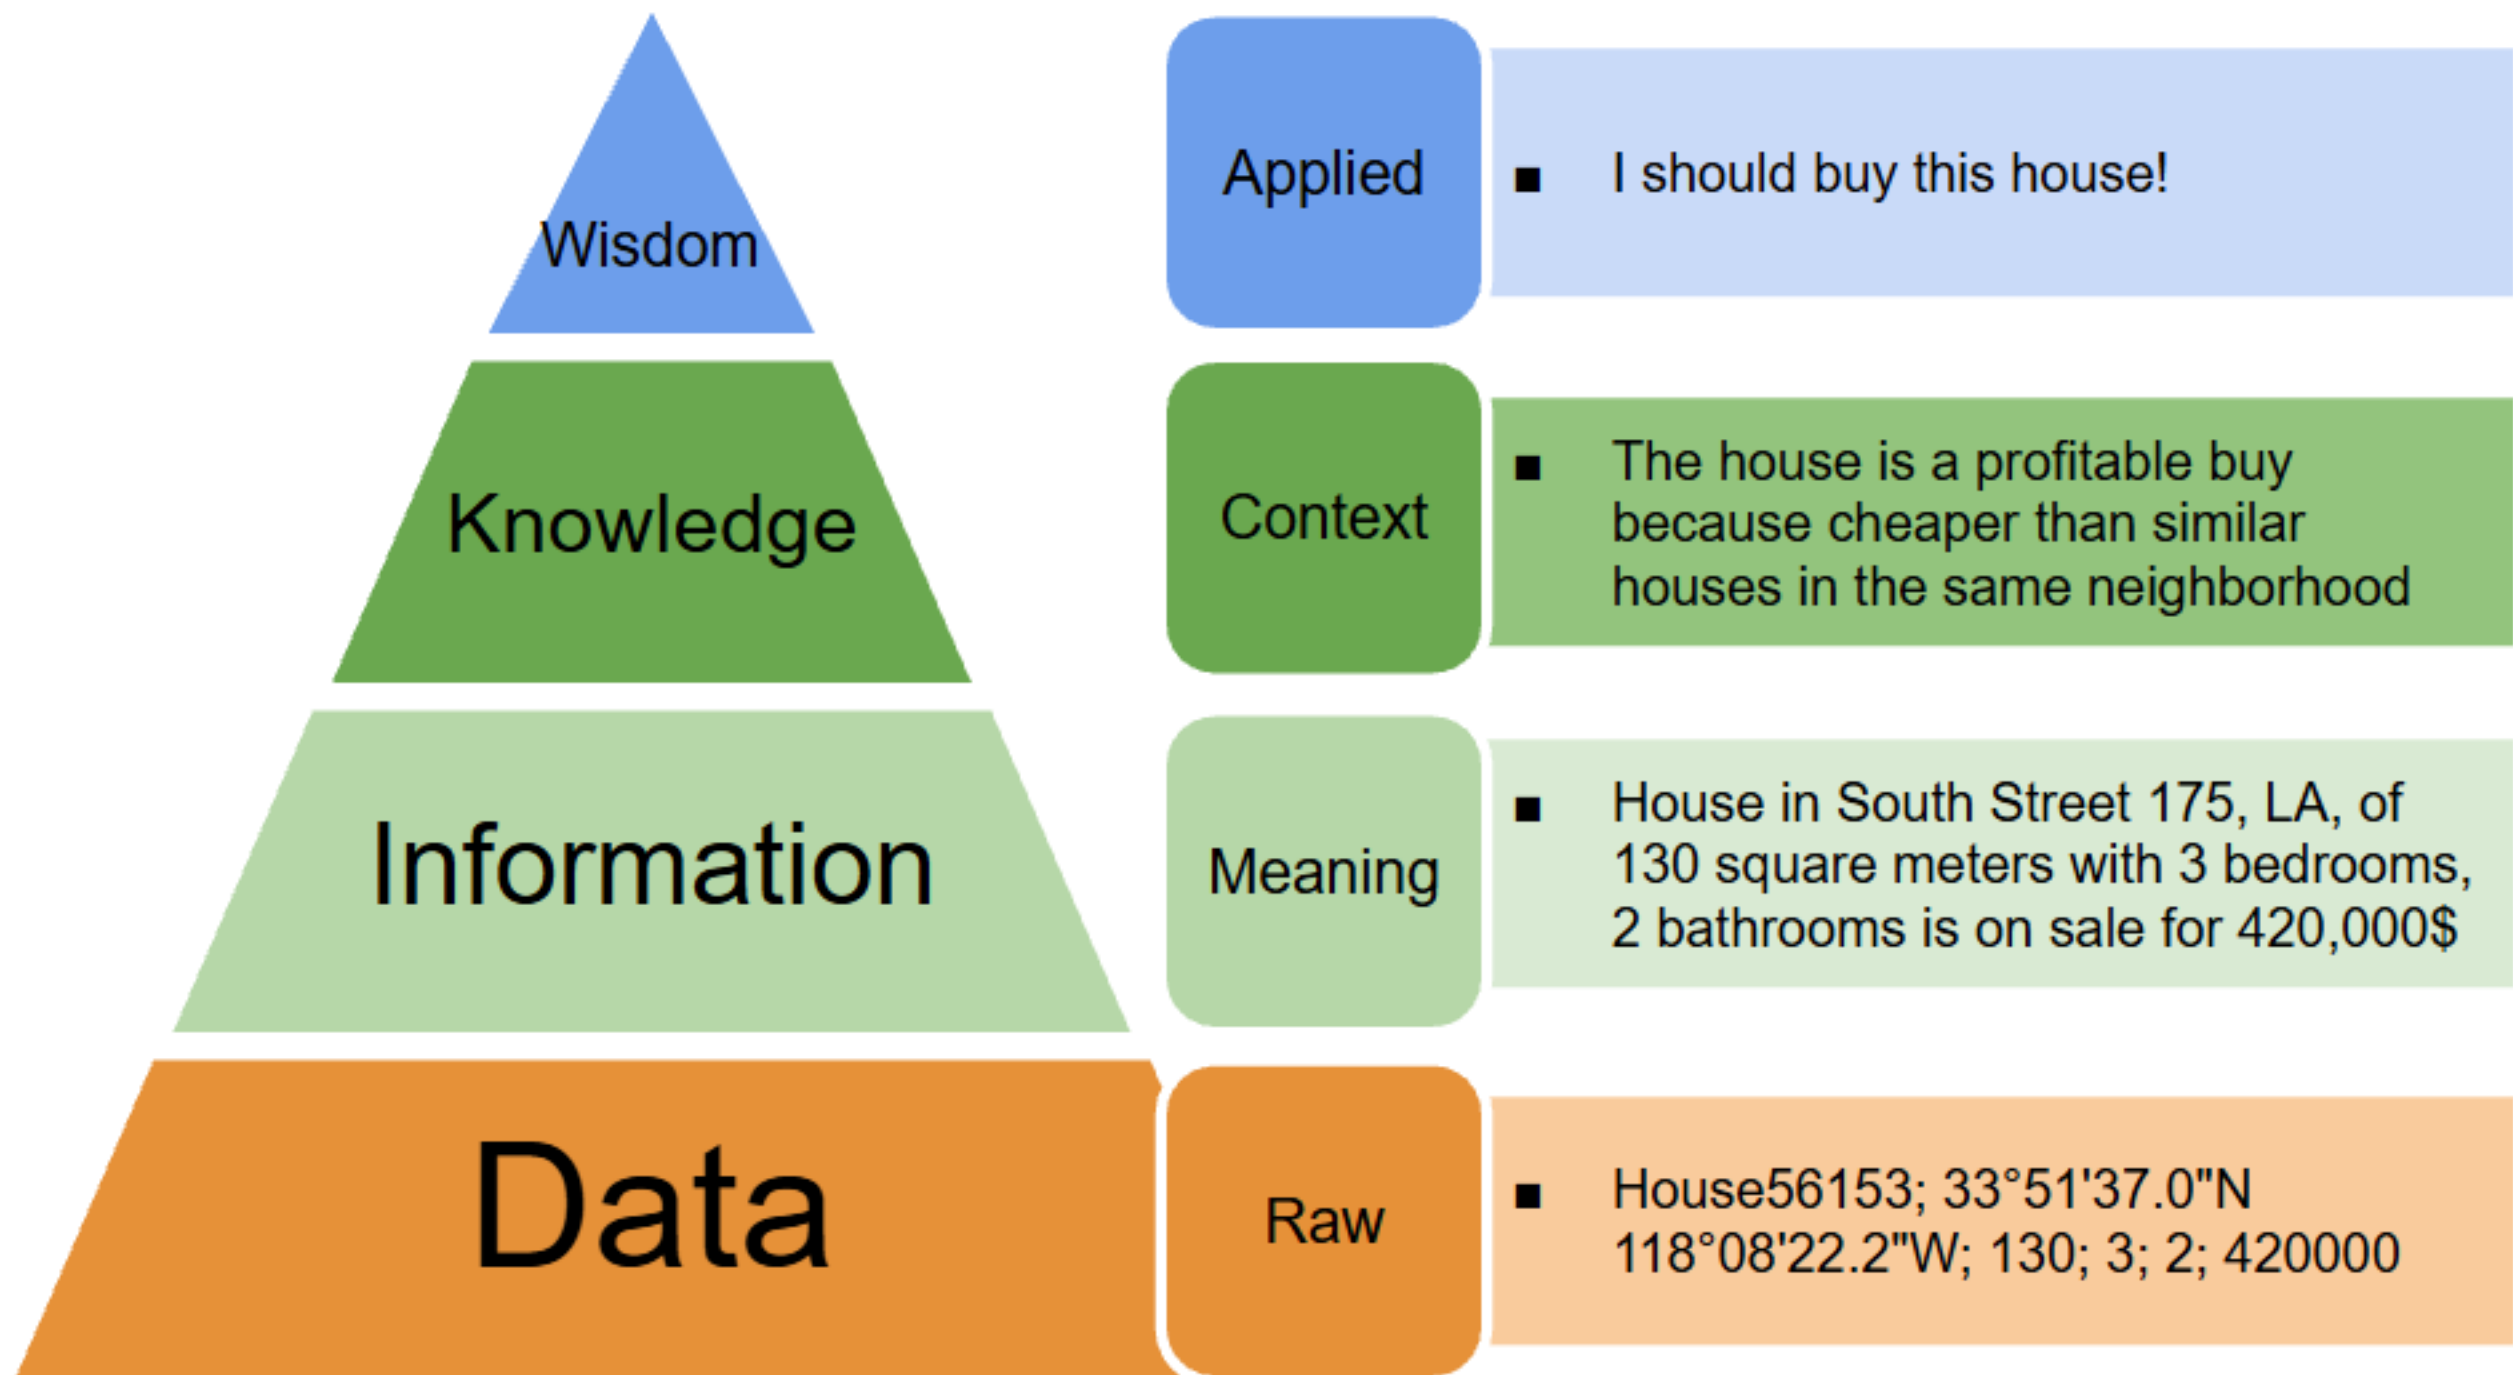 Wisdom
Applied
■ I should buy this house!
Knowledge
Context
■ The house is a profitable buy
because cheaper than similar
houses in the same neighborhood
Information
Meaning
■ House in South Street 175, LA, of
130 square meters with 3 bedrooms,
2 bathrooms is on sale for 420,000$
Data
Raw
■ House56153; 33°51'37.0"N
118°08'22.2"W; 130; 3; 2; 420000